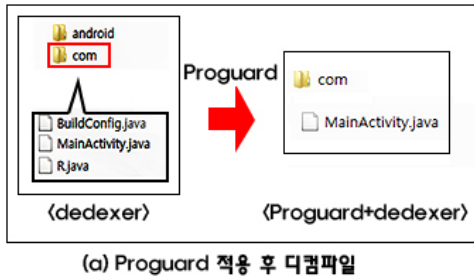 android
com
BuildConfig.java
MainActivity.java
R.java
<dedexer>
Proguard
com
MainActivity.java
<Proguard+dedexer>
(a) Proguard 적용 후 디컴파일